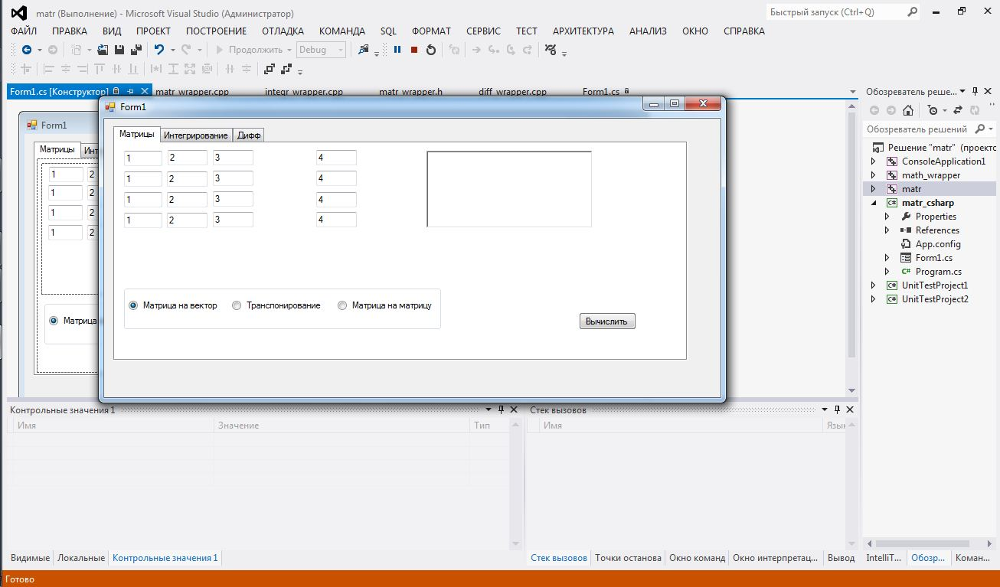 matr (Выполнение) - Microsoft Visual Studio (Администратор)
Быстрый запуск (Ctrl+Q)
ФАЙЛ ПРАВКА ВИД ПРОЕКТ ПОСТРОЕНИЕ ОТЛАДКА КОМАНДА SQL ФОРМАТ СЕРВИС ТЕСТ АРХИТЕКТУРА АНАЛИЗ ОКНО СПРАВКА
Продолжить Debug
Form1.cs [Конструктор] matr_wrapper.cpp integr_wrapper.cpp matr_wrapper.h diff_wrapper.cpp Form1.cs
Form1
Матрицы Инт
1 2
1 2
1 2
1 2
Матрица
Form1
Матрицы Интегрирование Дифф
1 2 3 4
1 2 3 4
1 2 3 4
1 2 3 4
Матрица на вектор Транспонирование Матрица на матрицу
Вычислить
Обозреватель реше...
Обозреватель решений
Решение "matr" (проекто
ConsoleApplication1
math_wrapper
matr
C# matr_csharp
Properties
References
App.config
Form1.cs
C# Program.cs
C# UnitTestProject1
C# UnitTestProject2
Контрольные значения 1
Имя Значение Тип
Стек вызовов
Имя Язык
Видимые Локальные Контрольные значения 1
Стек вызовов Точки останова Окно команд Окно интерпретац... Вывод
IntelliT... Обозр... Коман...
Готово